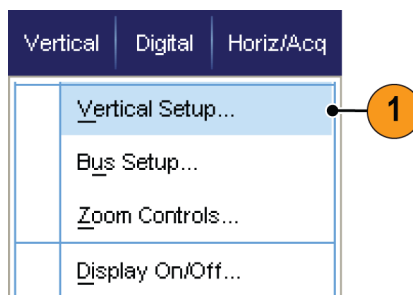 Vertical Digital Horiz/Acq
Vertical Setup...
1
Bus Setup...
Zoom Controls...
Display On/Off...